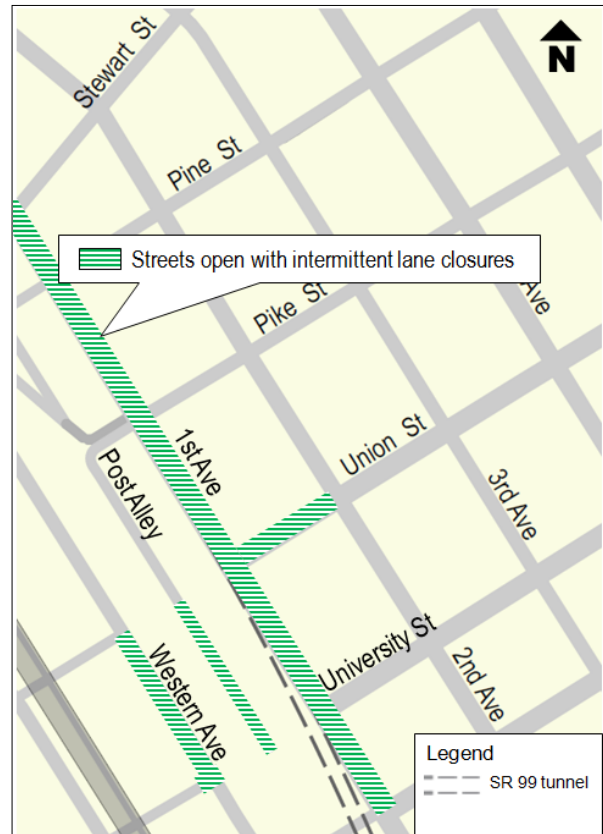 N
Stewart St
Pine St
Streets open with intermittent lane closures
Pike St
Ave
1st Ave
Union St
Post Alley
3rd Ave
University St
Western Ave
2nd Ave
Legend
SR 99 tunnel